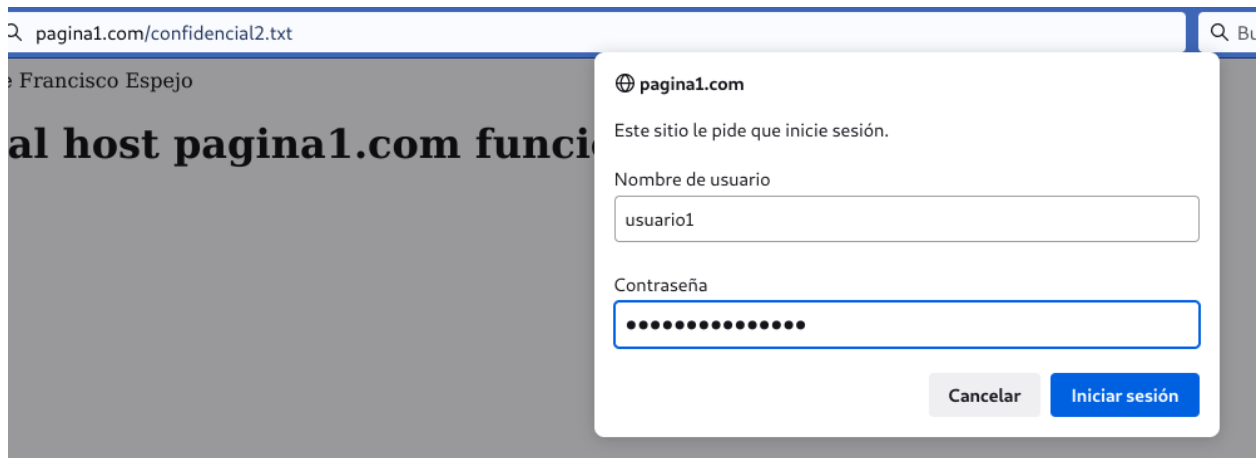 pagina1.com/confidencial2.txt
Bu
e Francisco Espejo
al host pagina1.com funci
pagina1.com
Este sitio le pide que inicie sesión.
Nombre de usuario
usuario1
Contraseña
•••••••••••••••
Cancelar
Iniciar sesión